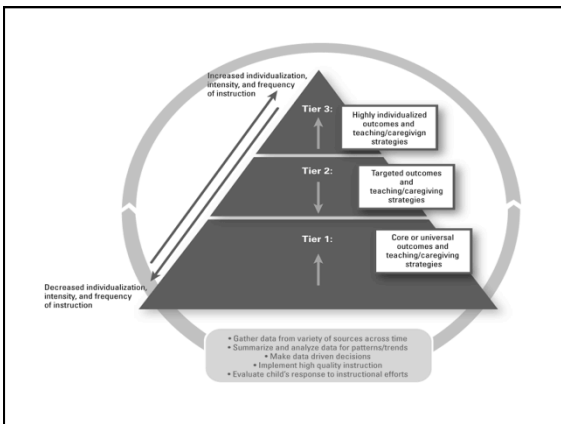 Increased individualization,
intensity, and frequency
of instruction
Tier 3:
Highly individualized
outcomes and
teaching/caregivign
strategies
Tier 2:
Targeted outcomes
and
teaching/caregiving
strategies
Tier 1:
Core or universal
outcomes and
teaching/caregiving
strategies
Decreased individualization,
intensity, and frequency
of instruction
• Gather data from variety of sources across time
• Summarize and analyze data for patterns/trends
• Make data driven decisions
• Implement high quality instruction
• Evaluate child's response to instructional efforts